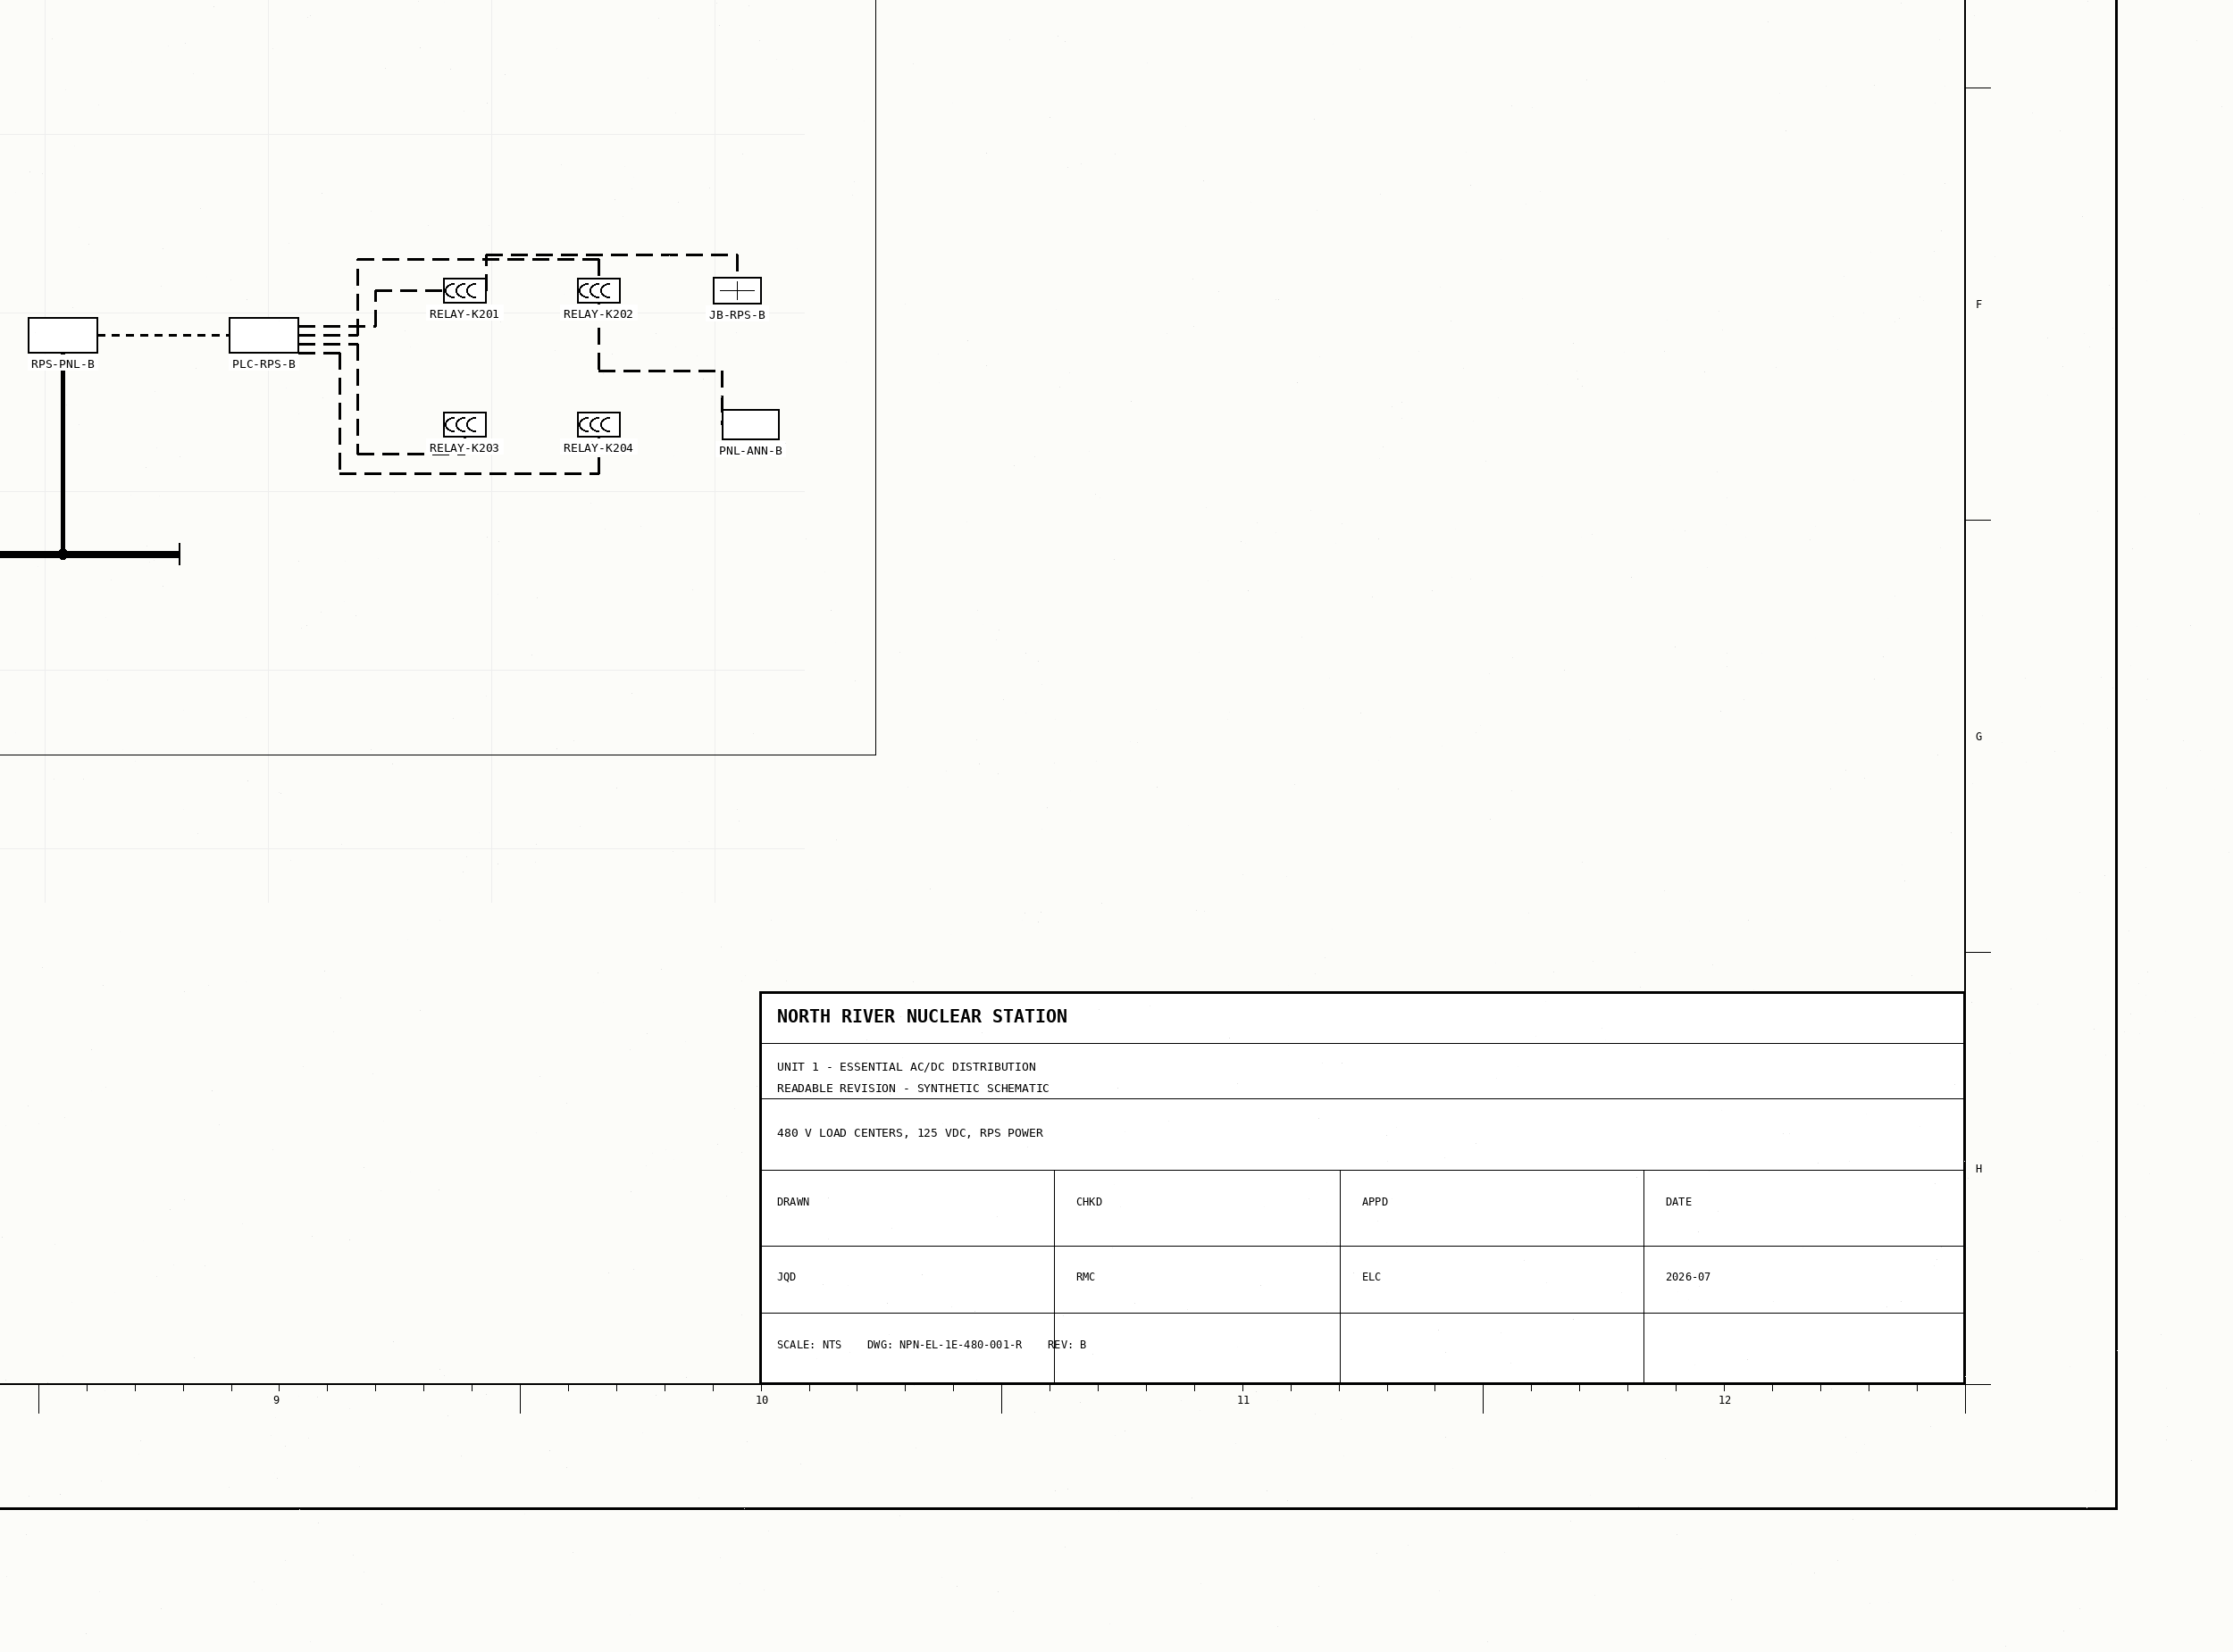 F
RELAY-K201
RELAY-K202
JB-RPS-B
RPS-PNL-B
PLC-RPS-B
RELAY-K203
RELAY-K204
PNL-ANN-B
G
NORTH RIVER NUCLEAR STATION
UNIT 1 - ESSENTIAL AC/DC DISTRIBUTION
READABLE REVISION - SYNTHETIC SCHEMATIC
480 V LOAD CENTERS, 125 VDC, RPS POWER
H
DRAWN CHKD APPD DATE
JQD RMC ELC 2026-07
SCALE: NTS DWG: NPN-EL-1E-480-001-R REV: B
9 10 11 12